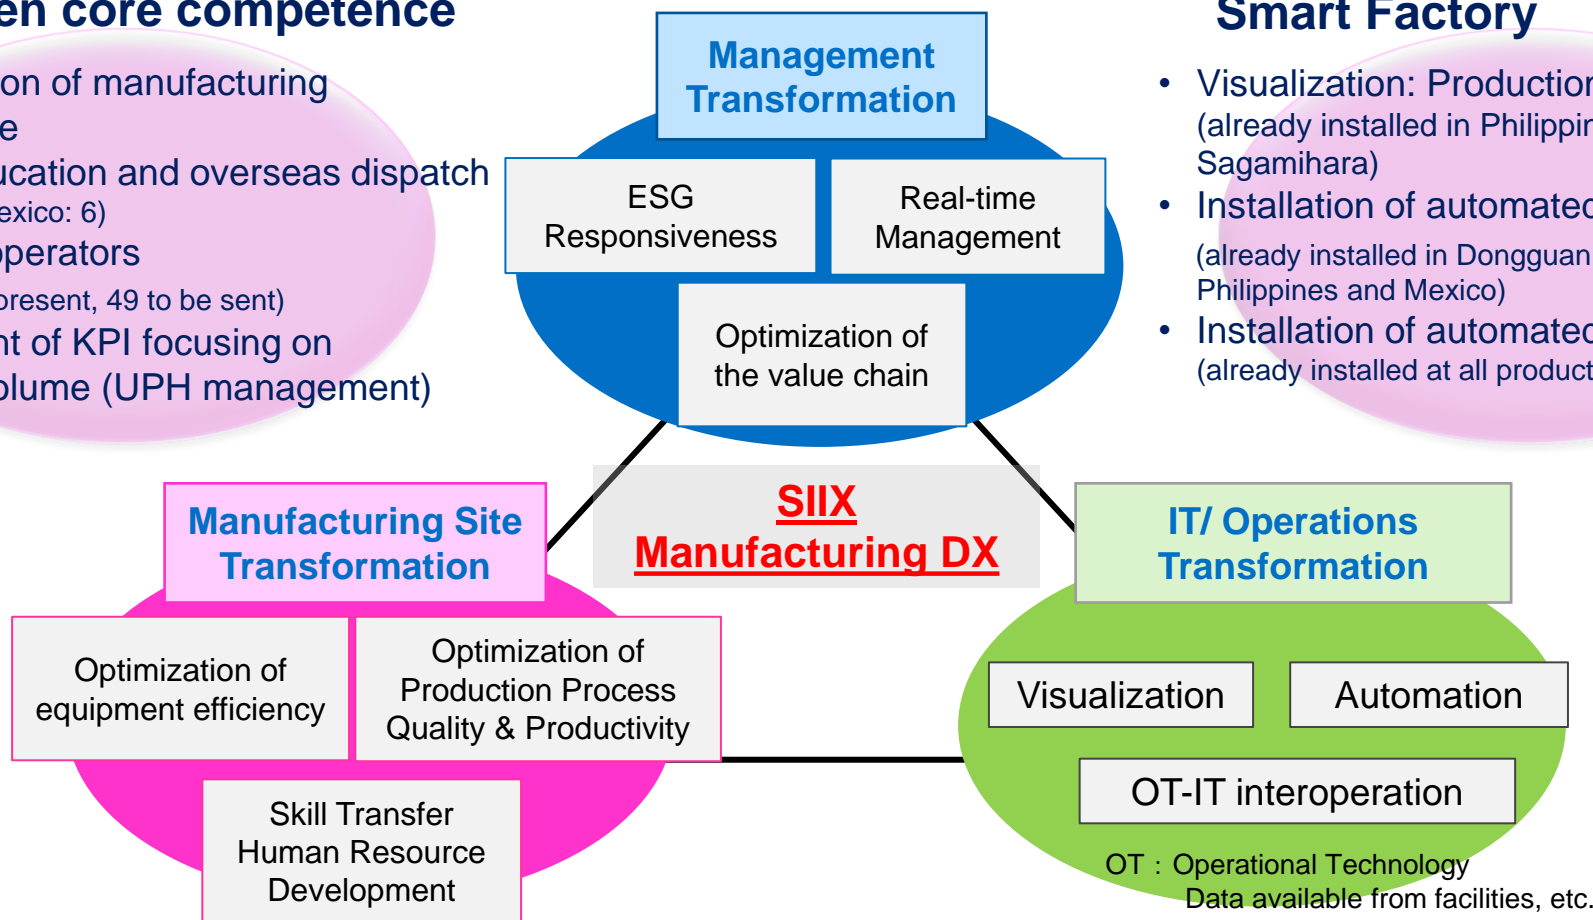 en core competence
on of manufacturing
e
ucation and overseas dispatch
exico: 6)
operators
present, 49 to be sent)
nt of KPI focusing on
olume (UPH management)
Management
Transformation
ESG
Responsiveness
Real-time
Management
Optimization of
the value chain
Smart Factory
• Visualization: Production
(already installed in Philippin
Sagamihara)
• Installation of automated
(already installed in Dongguan
Philippines and Mexico)
• Installation of automated
(already installed at all product
SIIX
Manufacturing DX
Manufacturing Site
Transformation
Optimization of
equipment efficiency
Optimization of
Production Process
Quality & Productivity
Skill Transfer
Human Resource
Development
IT/ Operations
Transformation
Visualization
Automation
OT-IT interoperation
OT : Operational Technology
Data available from facilities, etc.